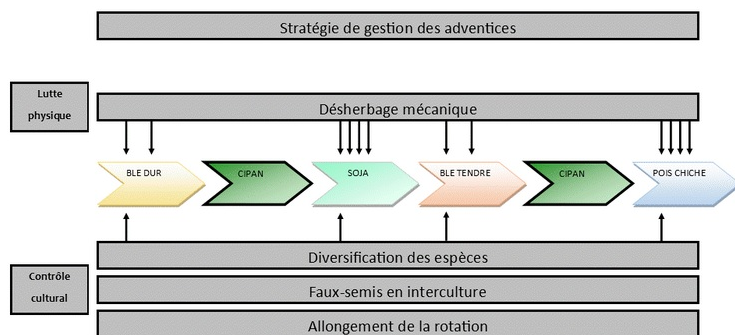 Stratégie de gestion des adventices
Lutte
physique
Désherbage mécanique
BLE DUR
CIPAN
SOJA
BLE TENDRE
CIPAN
POIS CHICHE
Contrôle
cultural
Diversification des espèces
Faux-semis en interculture
Allongement de la rotation